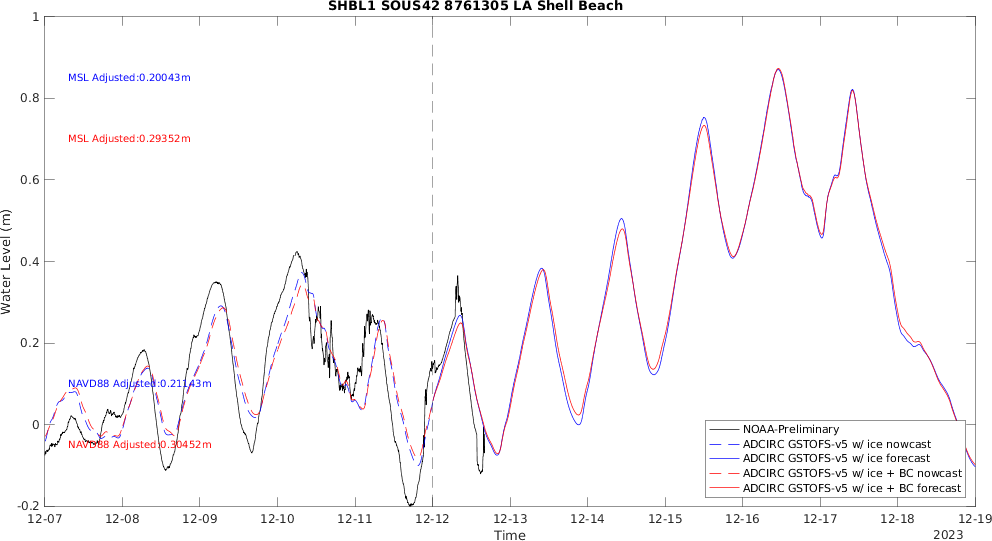 SHBL1 SOUS42 8761305 LA Shell Beach
1
0.8
0.6
0.4
0.2
0
-0.2
Water Level (m)
MSL Adjusted:0.20043m
MSL Adjusted:0.29352m
NAVD88 Adjusted:0.21143m
NAVD88 Adjusted:0.30452m
NOAA-Preliminary
ADCIRC GSTOFS-v5 w/ ice nowcast
ADCIRC GSTOFS-v5 w/ ice forecast
ADCIRC GSTOFS-v5 w/ ice + BC nowcast
ADCIRC GSTOFS-v5 w/ ice + BC forecast
12-07 12-08 12-09 12-10 12-11 12-12 12-13 12-14 12-15 12-16 12-17 12-18 12-19
Time
2023